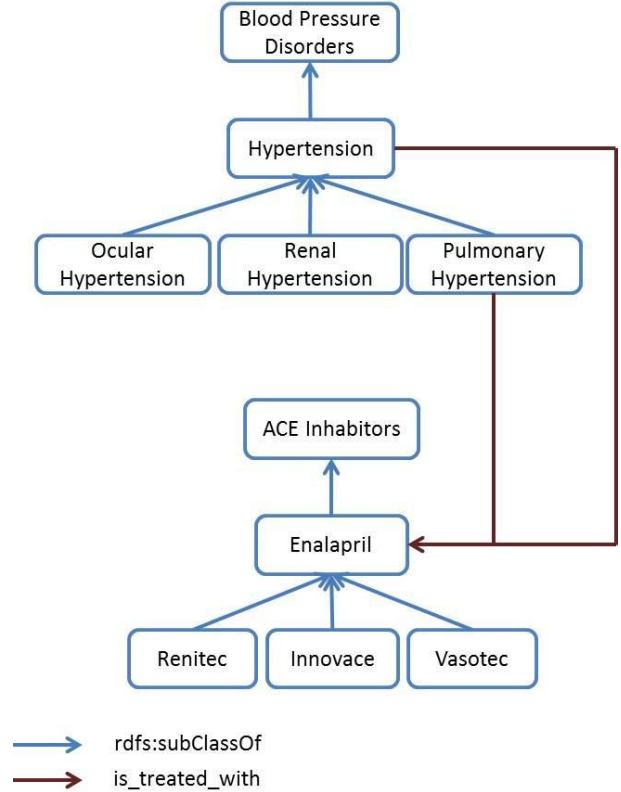 Blood Pressure
Disorders
Hypertension
Ocular
Hypertension
Renal
Hypertension
Pulmonary
Hypertension
ACE Inhabitors
Enalapril
Renitec
Innovace
Vasotec
rdfs:subClassOf
is_treated_with